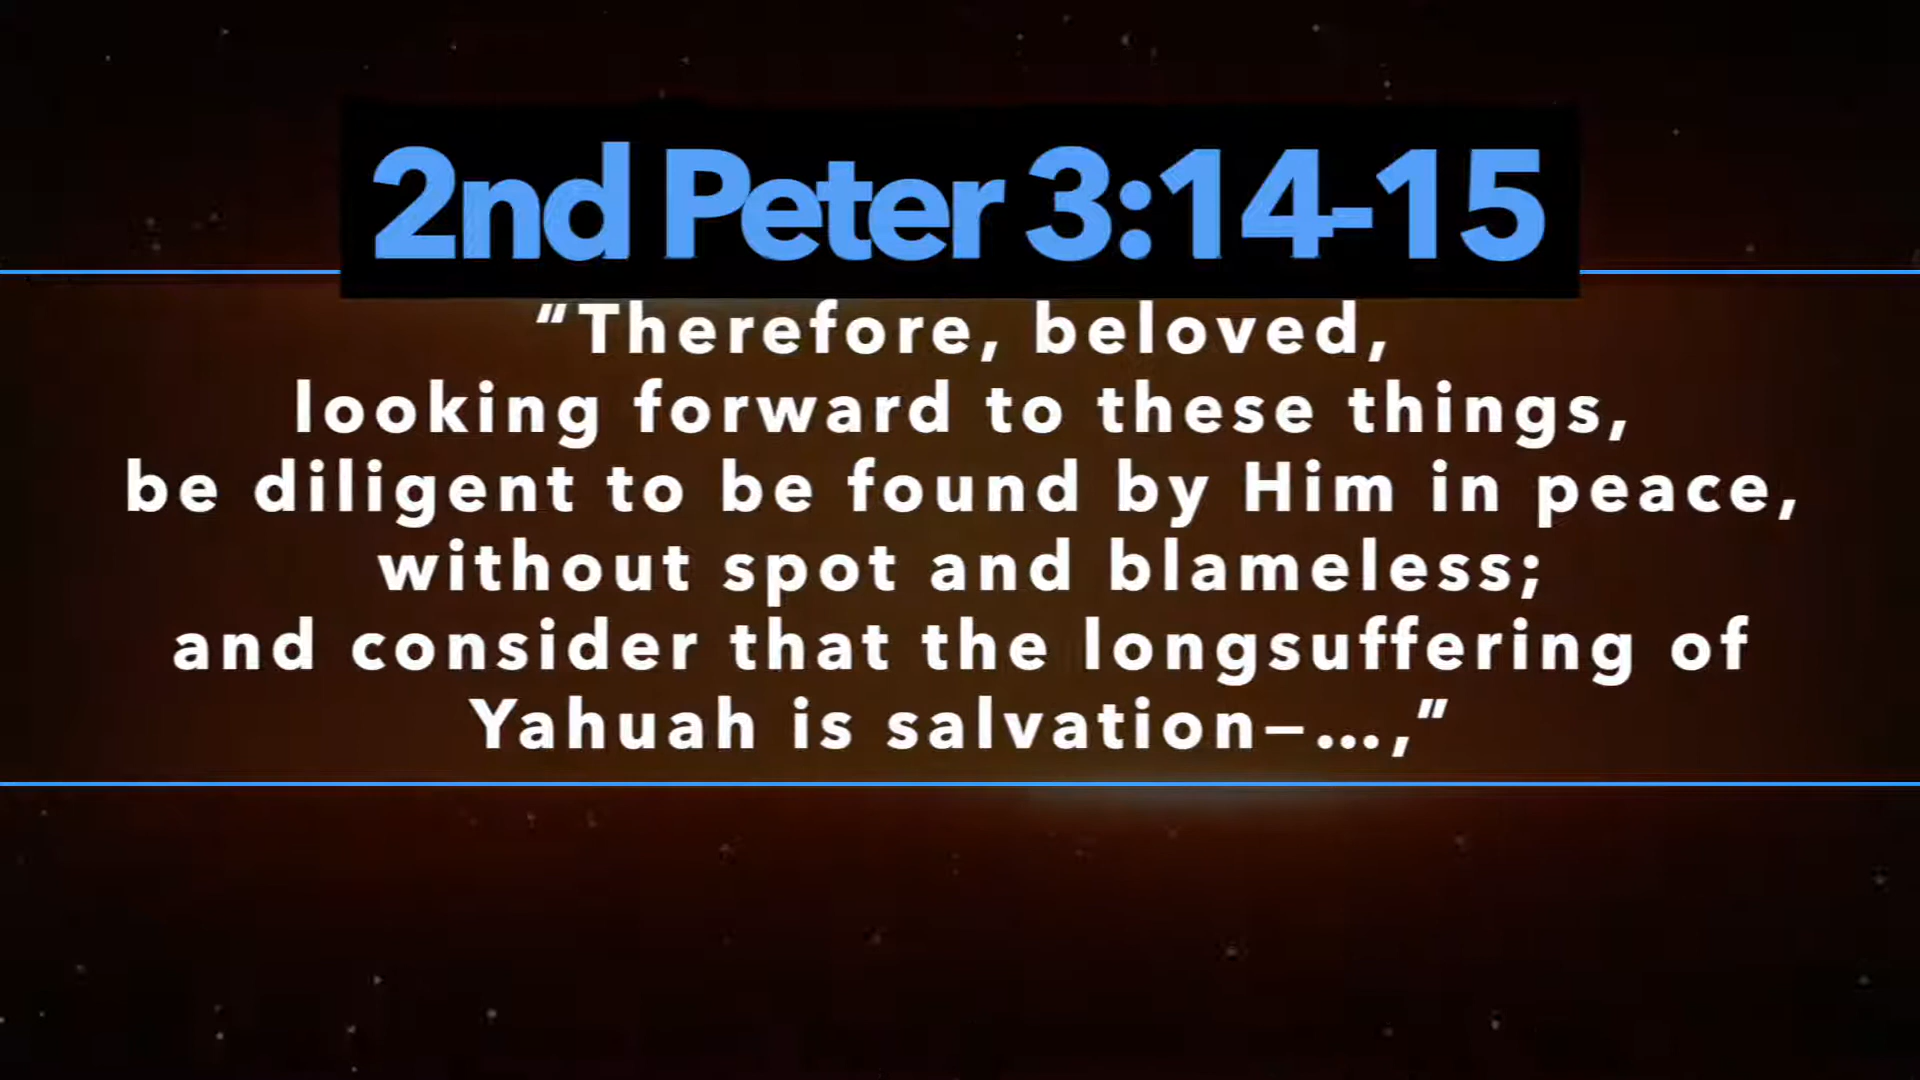 2nd Peter 3:14-15
“Therefore, beloved,
looking forward to these things,
be diligent to be found by Him in peace,
without spot and blameless;
and consider that the longsuffering of
Yahuah is salvation—…,”